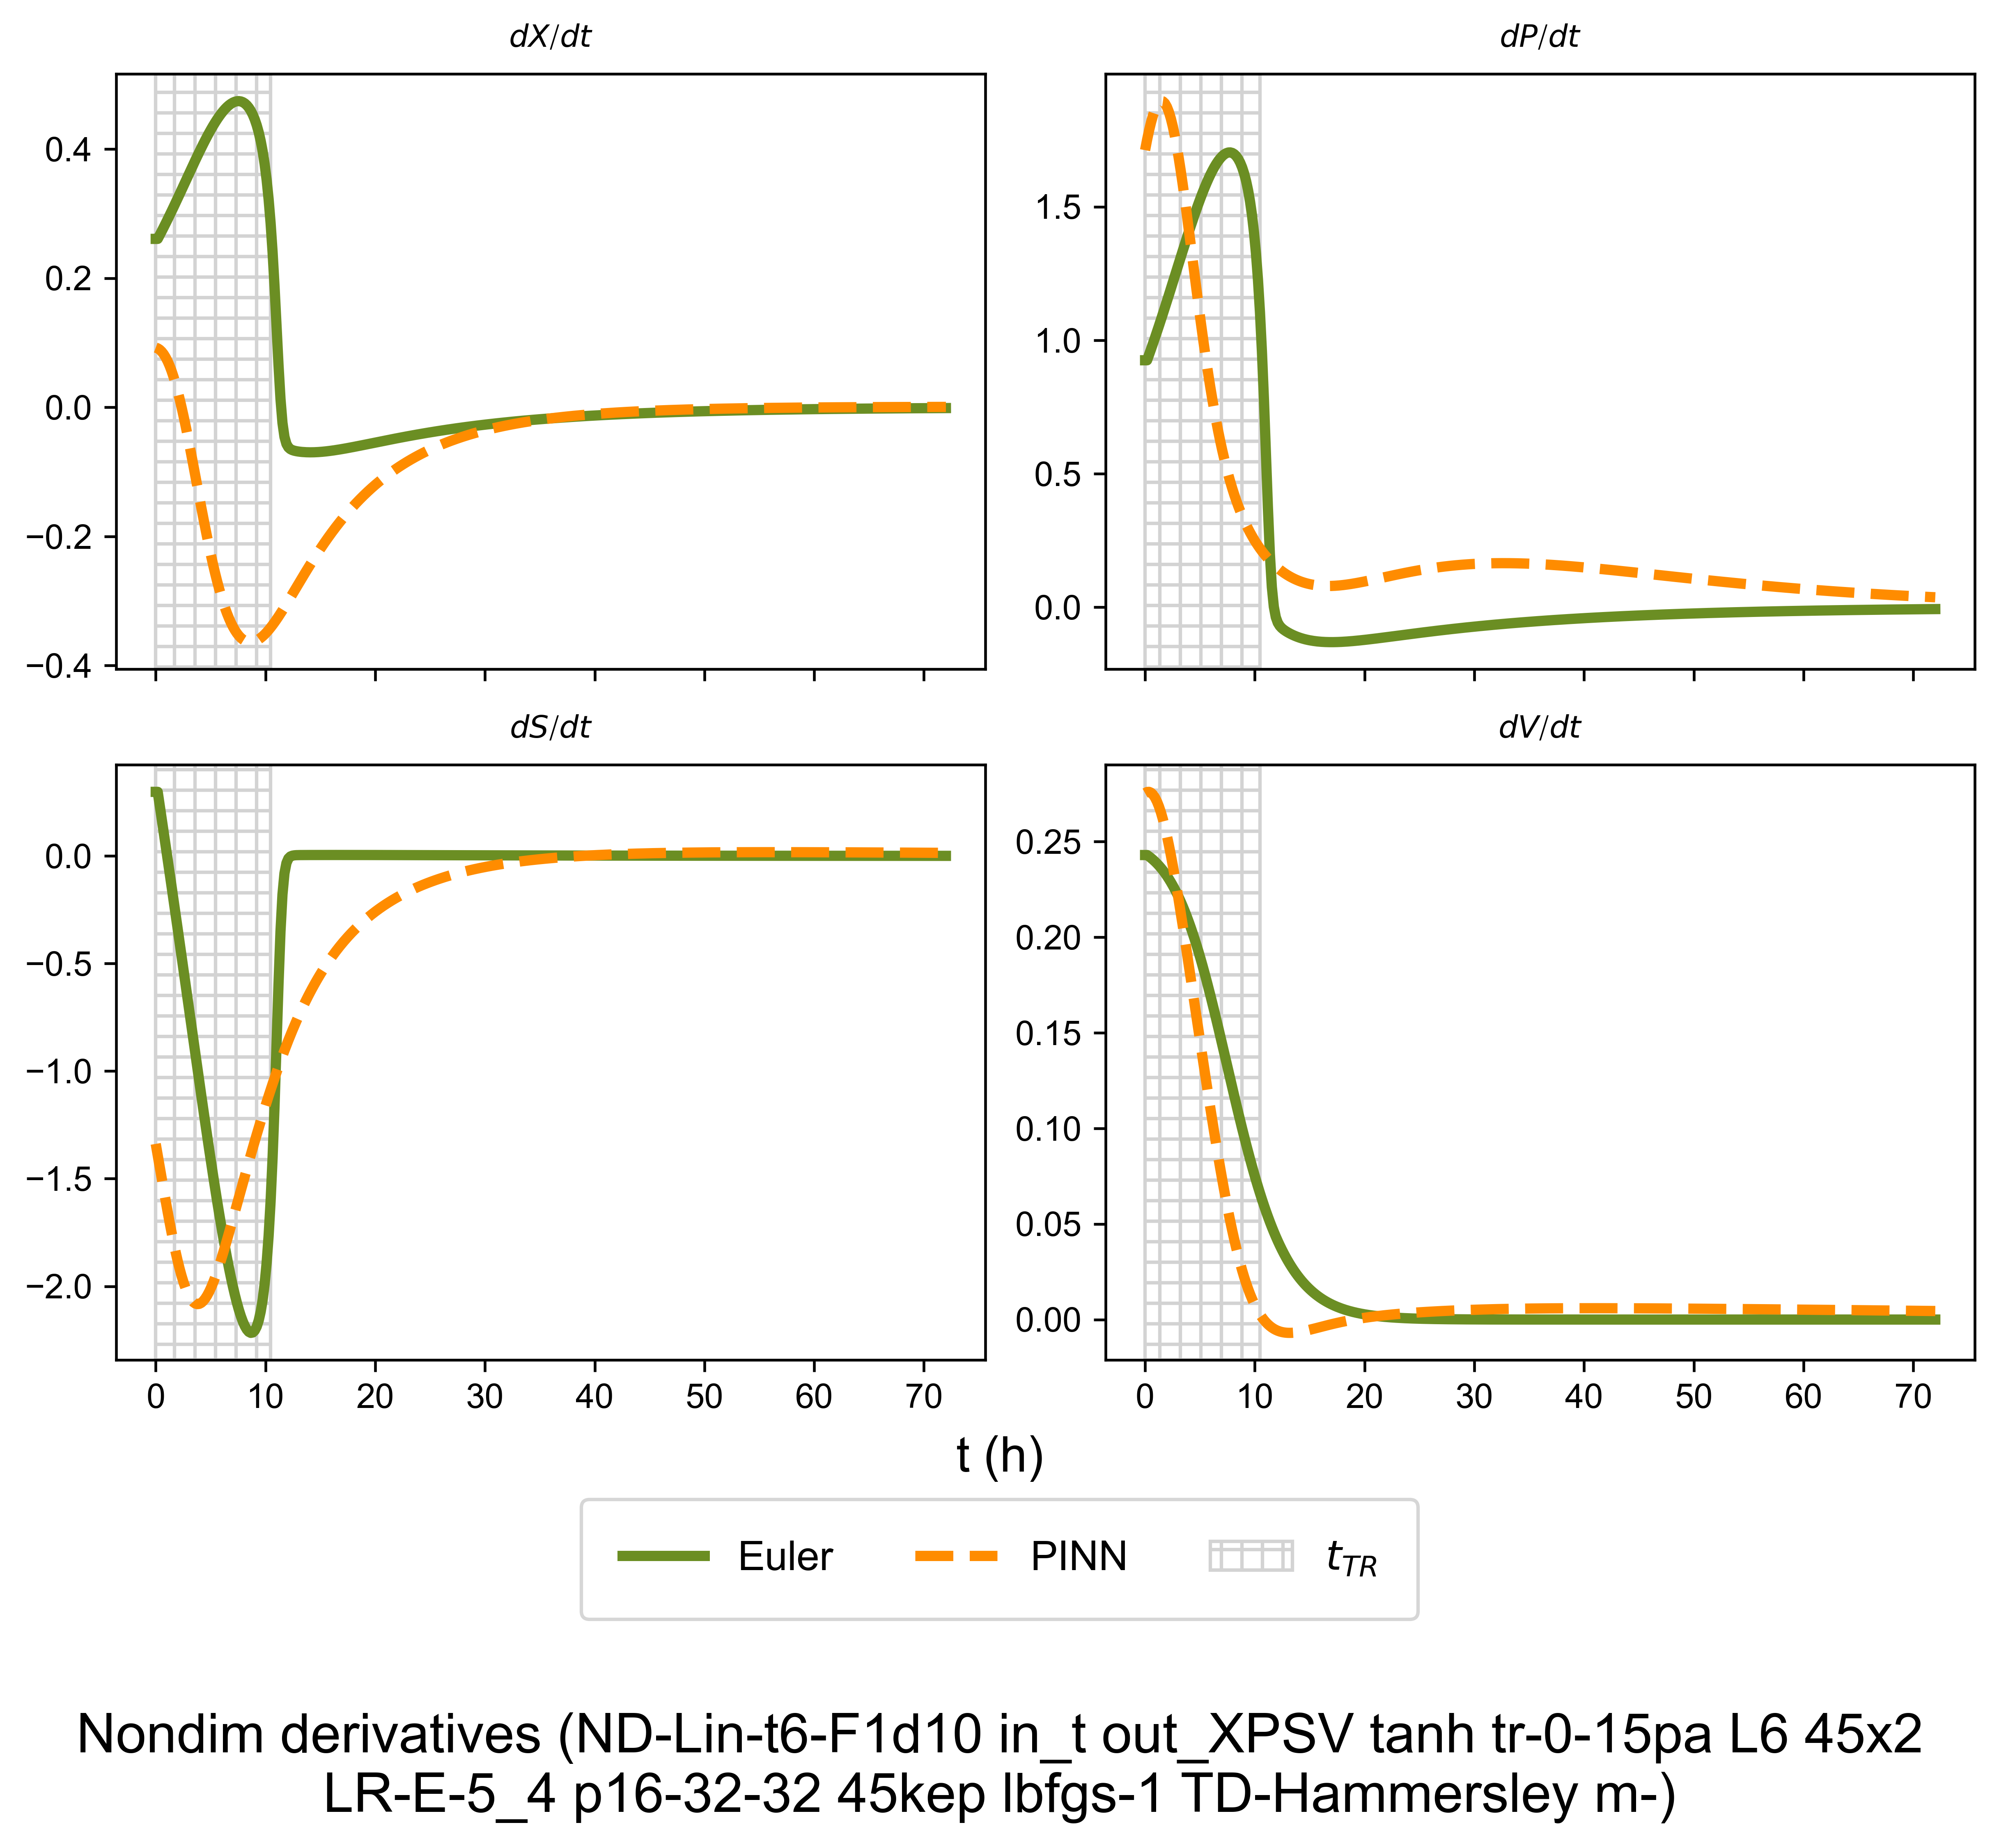 dX/dt
dP/dt
0.4
0.2
0.0
−0.2
−0.4
1.5
1.0
0.5
0.0
dS/dt
dV/dt
0.0
−0.5
−1.0
−1.5
−2.0
0.25
0.20
0.15
0.10
0.05
0.00
0 10 20 30 40 50 60 70
0 10 20 30 40 50 60 70
t (h)
Euler PINN t_TR
Nondim derivatives (ND-Lin-t6-F1d10 in_t out_XPSV tanh tr-0-15pa L6 45x2
LR-E-5_4 p16-32-32 45kep lbfgs-1 TD-Hammersley m-)